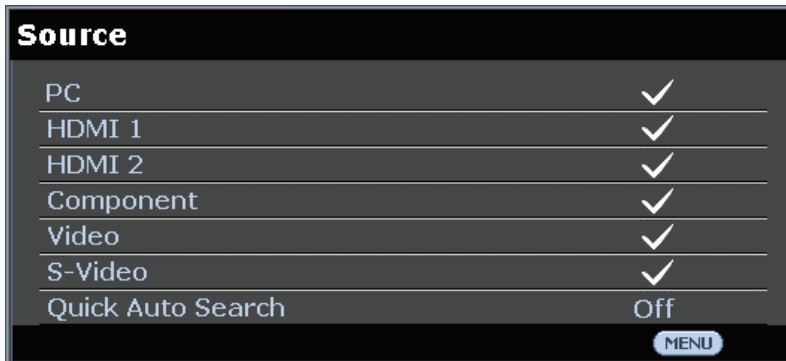 Source
PC
HDMI 1
HDMI 2
Component
Video
S-Video
Quick Auto Search Off
MENU